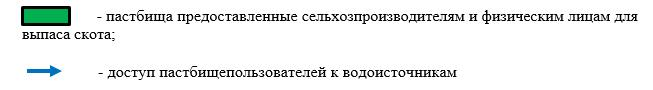 - пастбища предоставленные сельхозпроизводителям и физическим лицам для
выпаса скота;
- доступ пастбищепользователей к водоисточникам